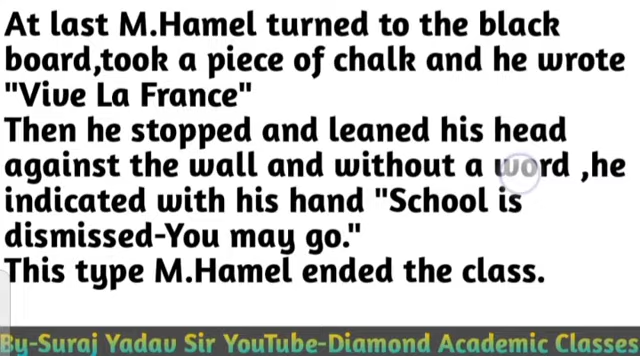 At last M.Hamel turned to the black
board,took a piece of chalk and he wrote
"Vive La France"
Then he stopped and leaned his head
against the wall and without a word ,he
indicated with his hand "School is
dismissed-You may go."
This type M.Hamel ended the class.
By-Suraj Yadav Sir YouTube-Diamond Academic Classes